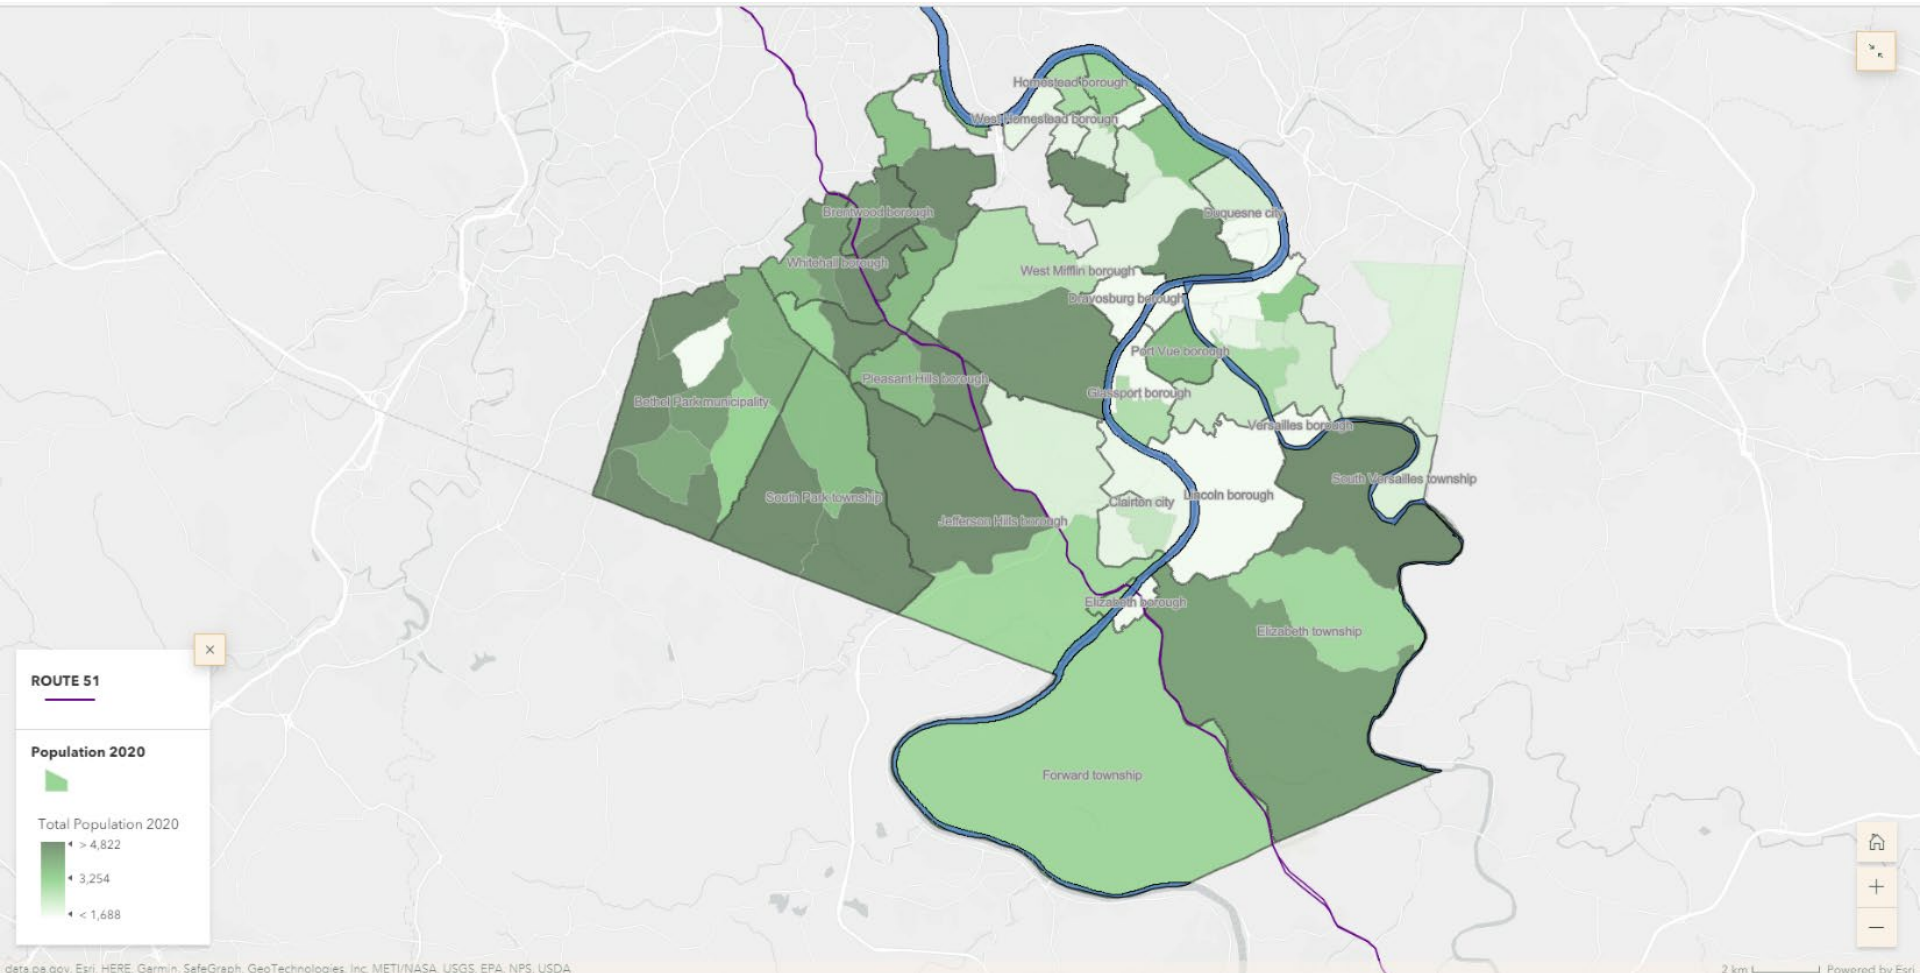 Homestead borough
West Homestead borough
Brentwood borough
Duquesne city
Whitehall borough
West Mifflin borough
Dravosburg borough
Port Vue borough
Pleasant Hills borough
Glassport borough
Bethel Park municipality
Versailles borough
South Versailles township
South Park township
Lincoln borough
Clairton city
Jefferson Hills borough
Elizabeth borough
Elizabeth township
Forward township
×
ROUTE 51
Population 2020
Total Population 2020
> 4,822
3,254
< 1,688
+
−
data.pa.gov, Esri, HERE, Garmin, SafeGraph, GeoTechnologies, Inc, METI/NASA, USGS, EPA, NPS, USDA
2 km
Powered by Esri